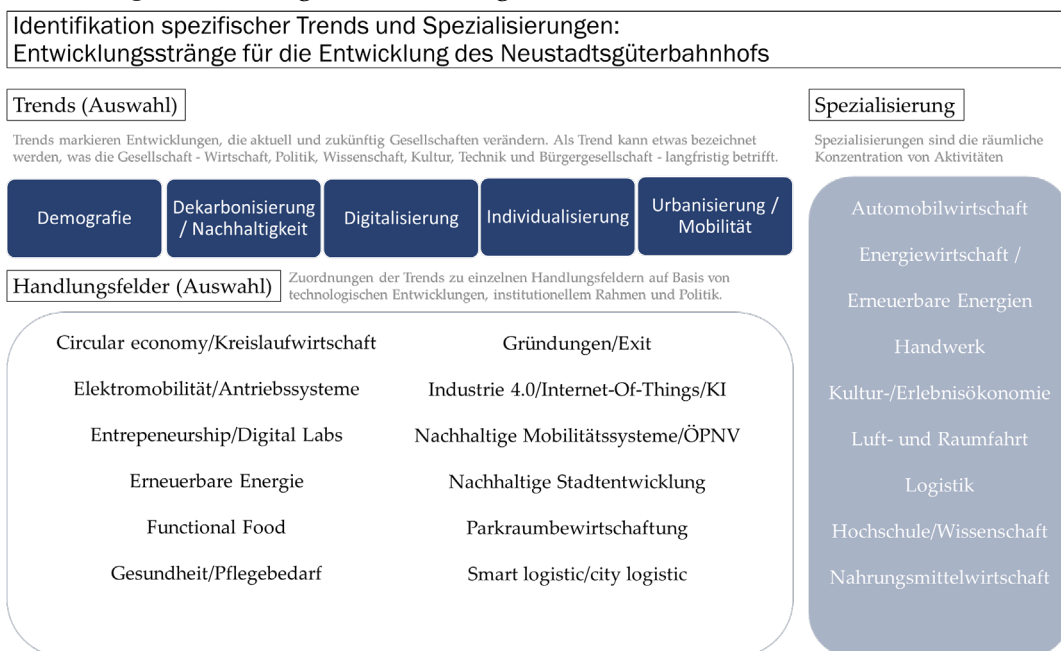 Identifikation spezifischer Trends und Spezialisierungen:
Entwicklungsstränge für die Entwicklung des Neustadtsgüterbahnhofs
Trends (Auswahl)
Trends markieren Entwicklungen, die aktuell und zukünftig Gesellschaften verändern. Als Trend kann etwas bezeichnet
werden, was die Gesellschaft - Wirtschaft, Politik, Wissenschaft, Kultur, Technik und Bürgergesellschaft - langfristig betrifft.
Demografie
Dekarbonisierung
/ Nachhaltigkeit
Digitalisierung
Individualisierung
Urbanisierung /
Mobilität
Handlungsfelder (Auswahl)
Zuordnungen der Trends zu einzelnen Handlungsfeldern auf Basis von
technologischen Entwicklungen, institutionellem Rahmen und Politik.
Circular economy/Kreislaufwirtschaft
Elektromobilität/Antriebssysteme
Entrepeneurship/Digital Labs
Erneuerbare Energie
Functional Food
Gesundheit/Pflegebedarf
Gründungen/Exit
Industrie 4.0/Internet-Of-Things/KI
Nachhaltige Mobilitätssysteme/ÖPNV
Nachhaltige Stadtentwicklung
Parkraumbewirtschaftung
Smart logistic/city logistic
Spezialisierung
Spezialisierungen sind die räumliche
Konzentration von Aktivitäten
Automobilwirtschaft
Energiewirtschaft /
Erneuerbare Energien
Handwerk
Kultur-/Erlebnisökonomie
Luft- und Raumfahrt
Logistik
Hochschule/Wissenschaft
Nahrungsmittelwirtschaft